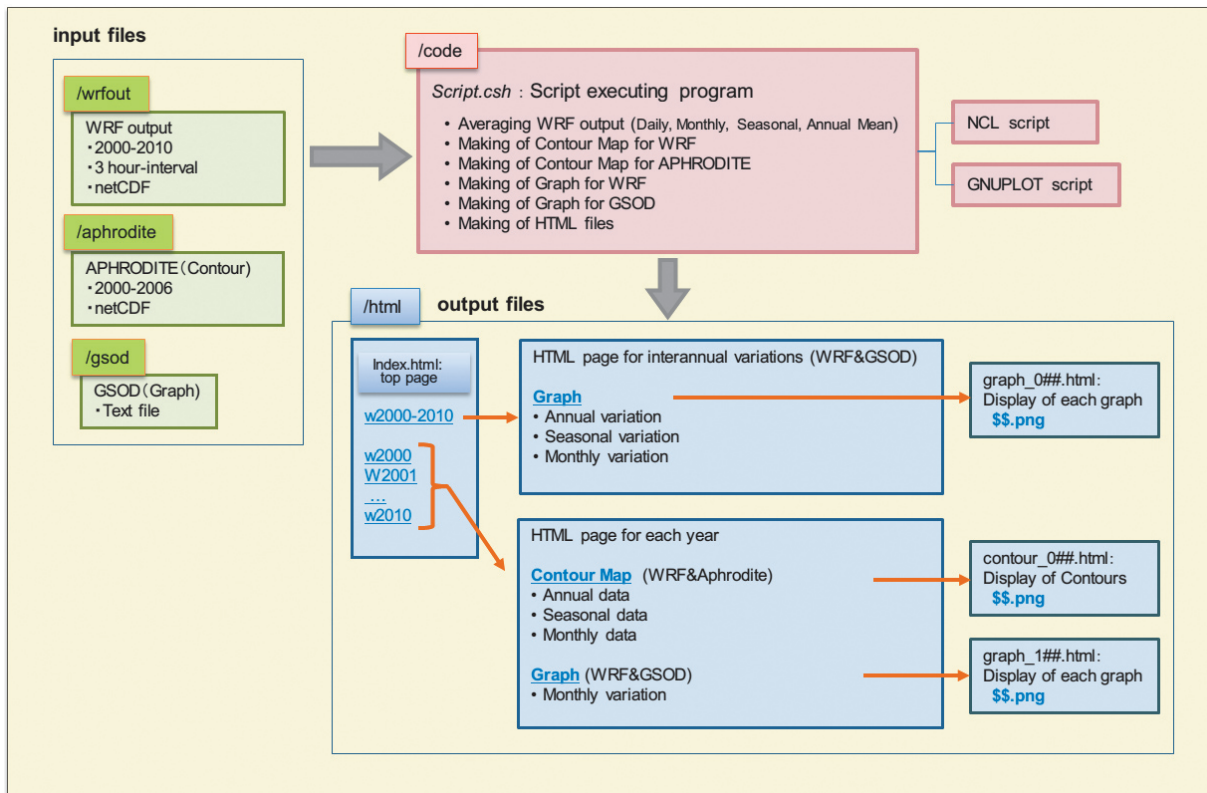 input files
/wrfout
WRF output
・2000-2010
・3 hour-interval
・netCDF
/aphrodite
APHRODITE(Contour)
・2000-2006
・netCDF
/gsod
GSOD(Graph)
・Text file
/code
Script.csh : Script executing program
• Averaging WRF output (Daily, Monthly, Seasonal, Annual Mean)
• Making of Contour Map for WRF
• Making of Contour Map for APHRODITE
• Making of Graph for WRF
• Making of Graph for GSOD
• Making of HTML files
NCL script
GNUPLOT script
/html
output files
Index.html:
top page
w2000-2010
w2000
W2001
...
w2010
HTML page for interannual variations (WRF&GSOD)
Graph
• Annual variation
• Seasonal variation
• Monthly variation
graph_0##.html:
Display of each graph
$$.png
HTML page for each year
Contour Map (WRF&Aphrodite)
• Annual data
• Seasonal data
• Monthly data
Graph (WRF&GSOD)
• Monthly variation
contour_0##.html:
Display of Contours
$$.png
graph_1##.html:
Display of each graph
$$.png